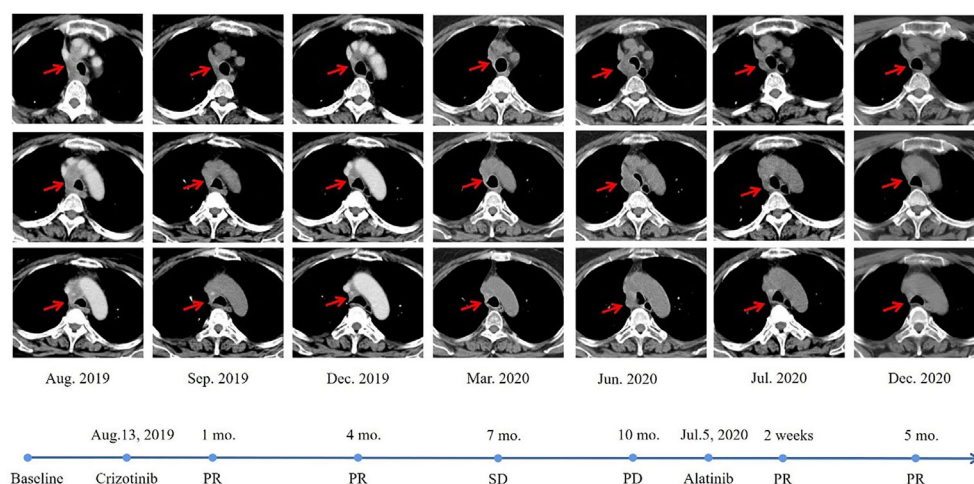 Aug. 2019 Sep. 2019 Dec. 2019 Mar. 2020 Jun. 2020 Jul. 2020 Dec. 2020
Aug.13, 2019 1 mo. 4 mo. 7 mo. 10 mo. Jul.5, 2020 2 weeks 5 mo.
Baseline Crizotinib PR PR SD PD Alatinib PR PR